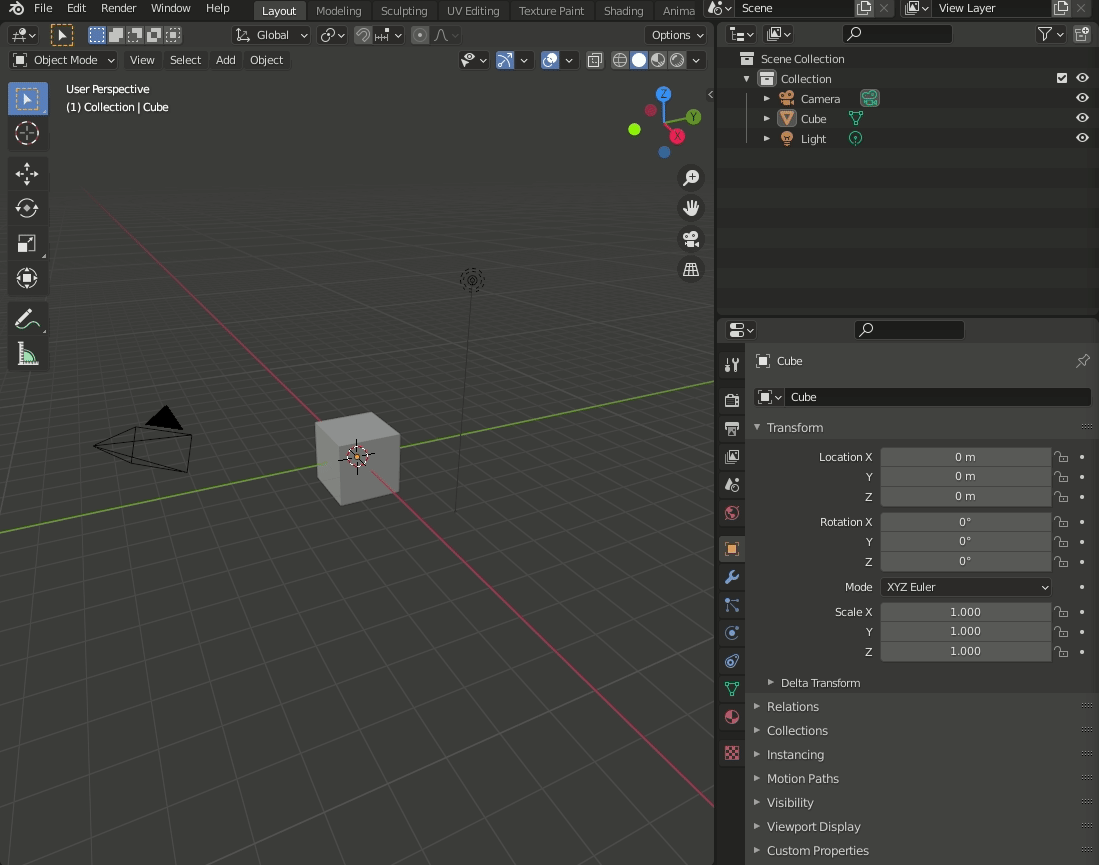 File Edit Render Window Help Layout Modeling Sculpting UV Editing Texture Paint Shading Anima Scene View Layer
Global Options
Object Mode View Select Add Object
User Perspective
(1) Collection | Cube
Z
Y
X
Scene Collection
Collection
Camera
Cube
Light
Cube
Cube
Transform
Location X 0 m
Y 0 m
Z 0 m
Rotation X 0°
Y 0°
Z 0°
Mode XYZ Euler
Scale X 1.000
Y 1.000
Z 1.000
Delta Transform
Relations
Collections
Instancing
Motion Paths
Visibility
Viewport Display
Custom Properties